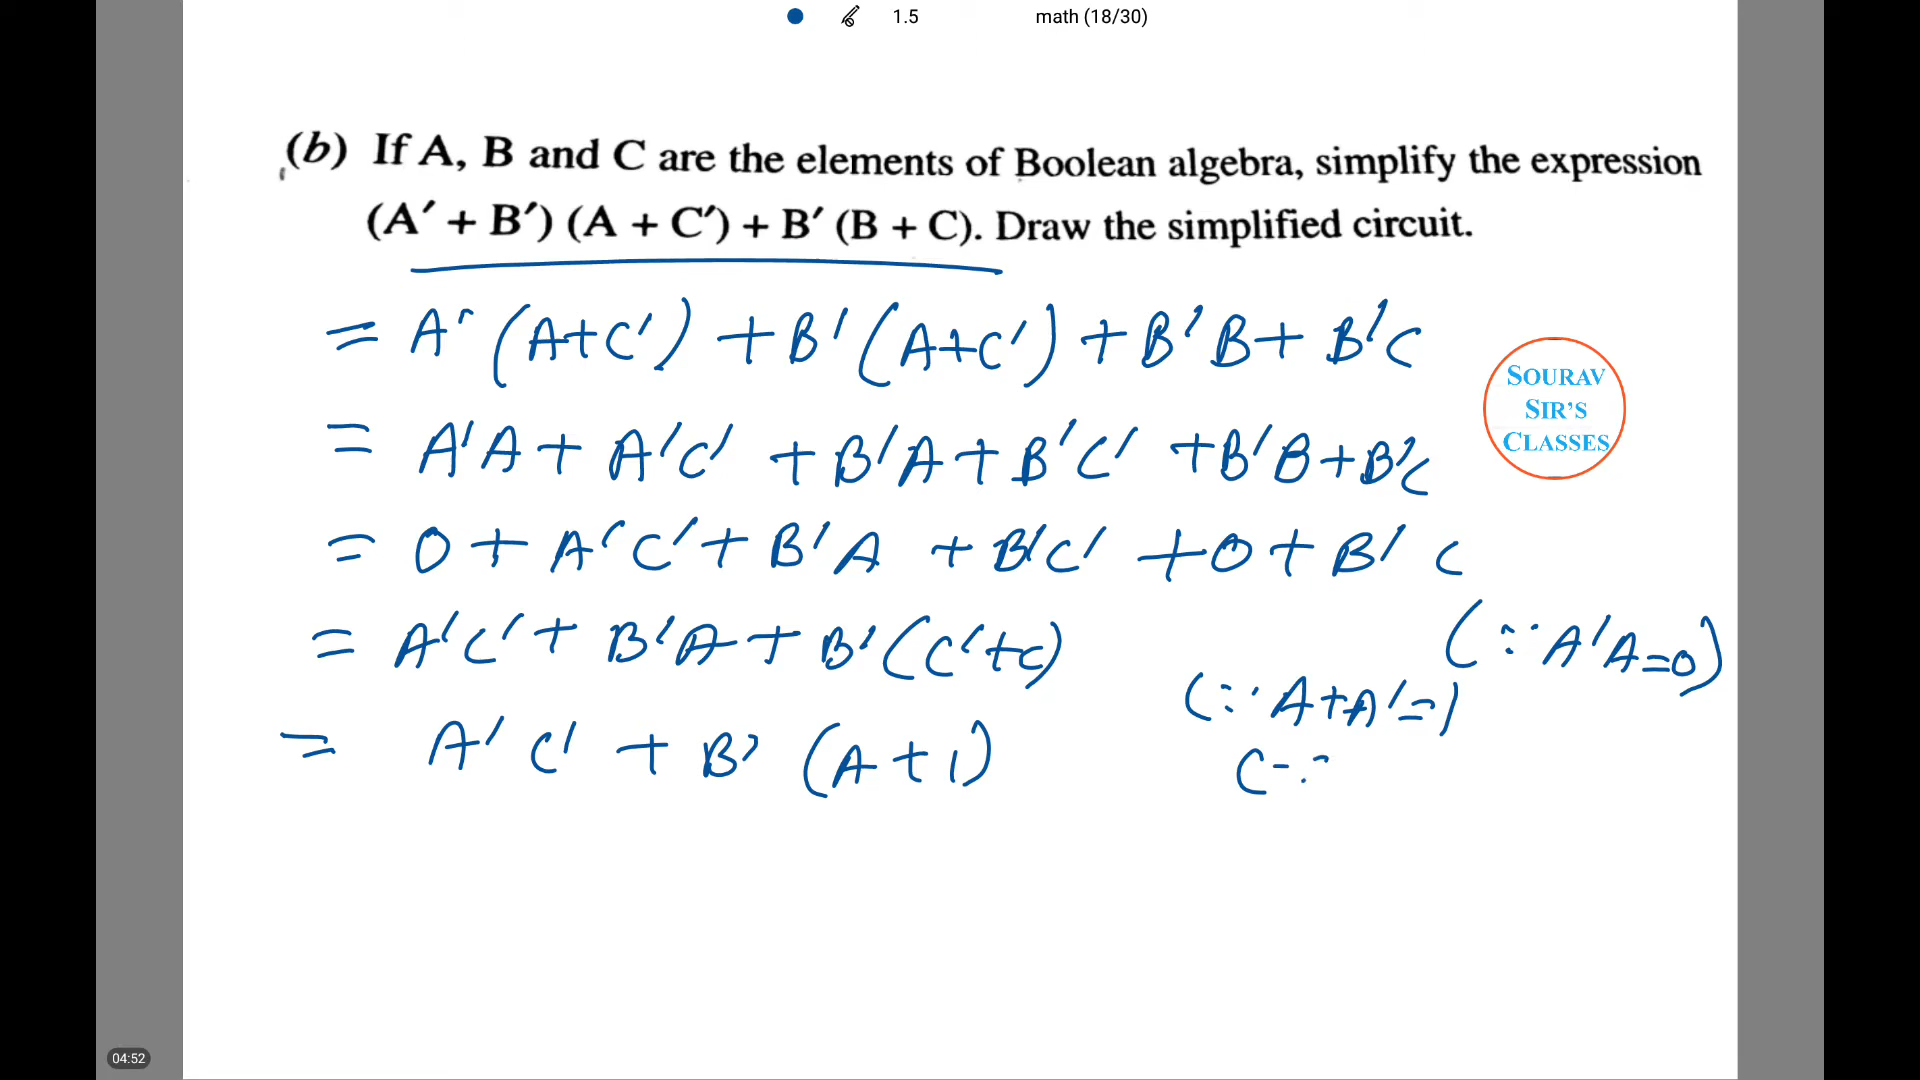 1.5 math (18/30)
(b) If A, B and C are the elements of Boolean algebra, simplify the expression
(A′ + B′) (A + C′) + B′ (B + C). Draw the simplified circuit.
= A' (A+C') + B' (A+C') + B'B + B'C
= A'A + A'C' + B'A + B'C' + B'B + B'C
= 0 + A'C' + B'A + B'C' + 0 + B'C
(∵ A'A=0)
= A'C' + B'A + B'(C'+C)
(∵ A+A'=1
= A'C' + B' (A+1)
(∵
SOURAV
SIR'S
CLASSES
04:52